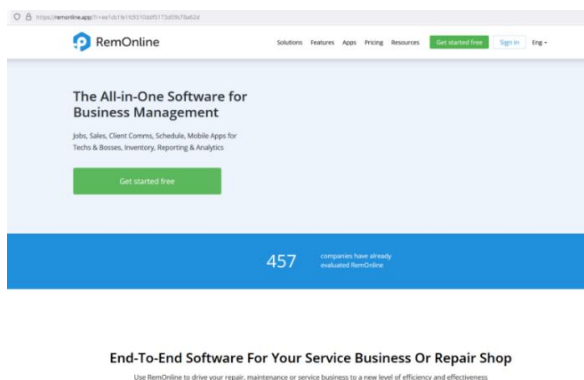 RemOnline
Solutions Features Apps Pricing Resources Get started free Sign in Eng
The All-in-One Software for
Business Management
Jobs, Sales, Client Comms, Schedule, Mobile Apps for
Techs & Bosses, Inventory, Reporting & Analytics
Get started free
457
companies have already
evaluated RemOnline
End-To-End Software For Your Service Business Or Repair Shop
Use RemOnline to drive your repair, maintenance or service business to a new level of efficiency and effectiveness